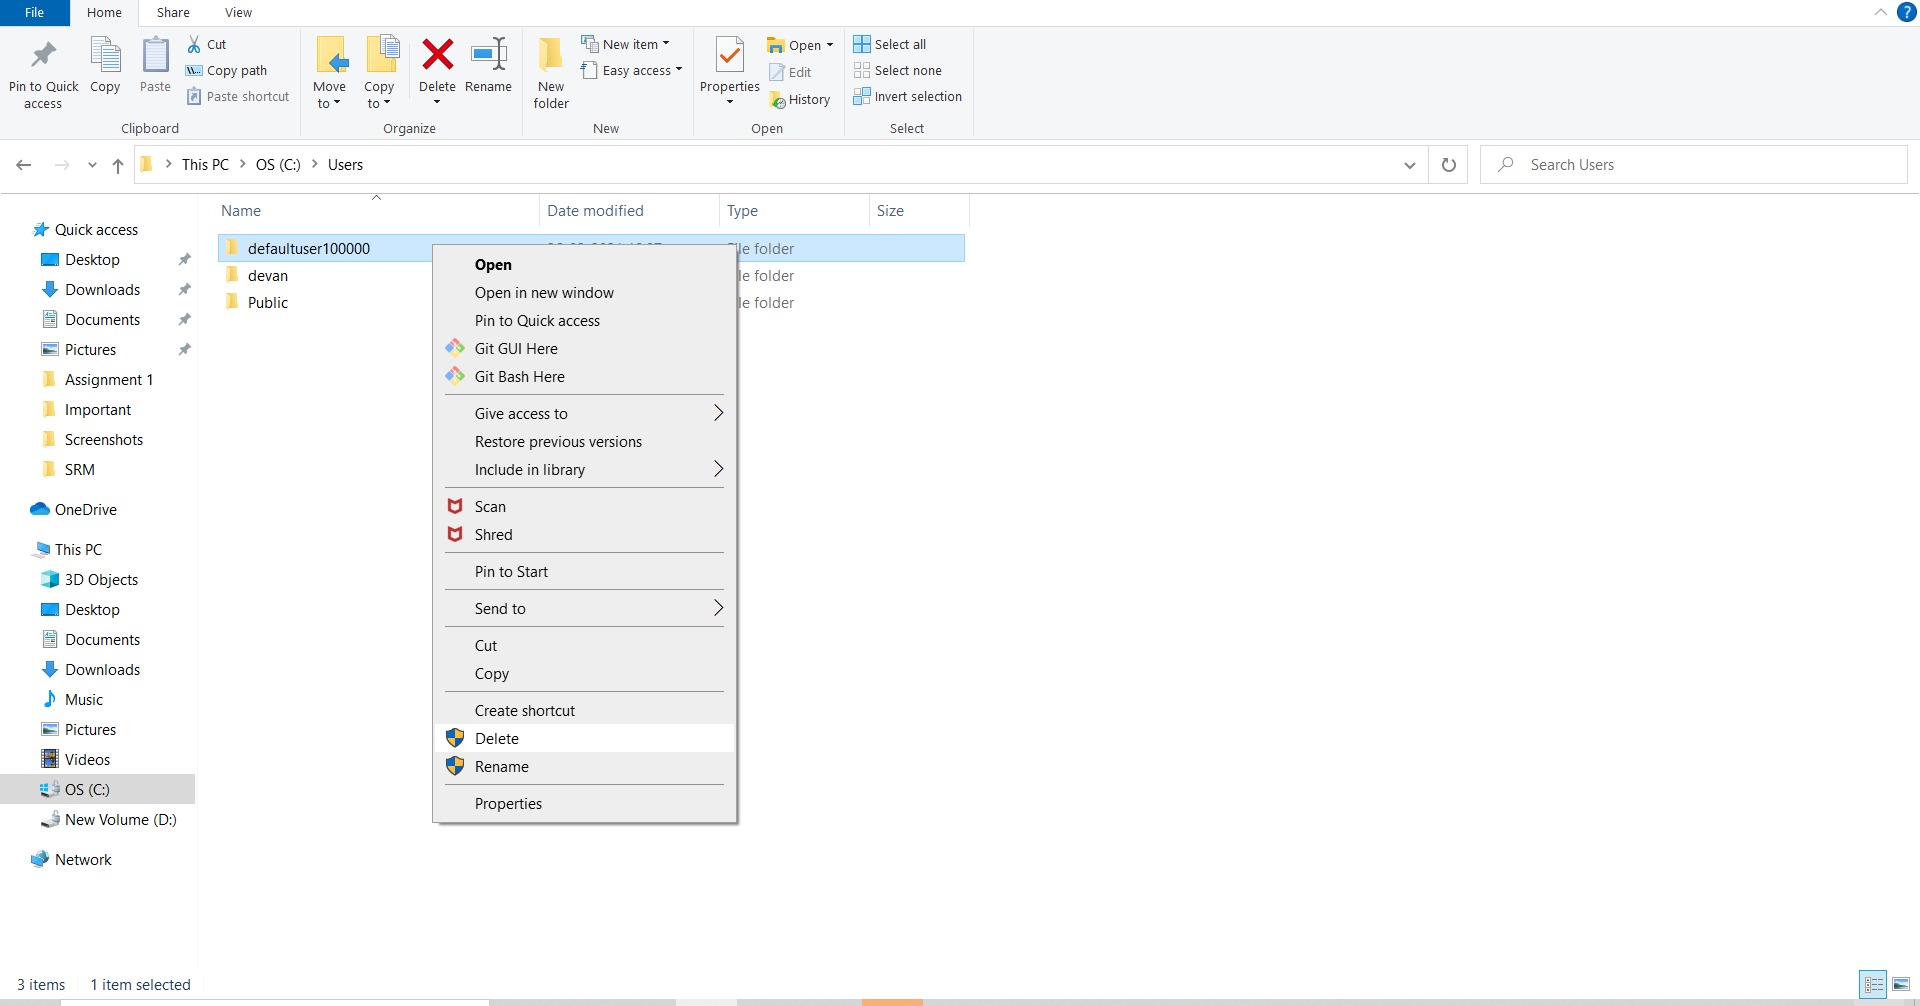 File Home Share View
Pin to Quick access
Copy
Paste
Cut
Copy path
Paste shortcut
Clipboard
Move to
Copy to
Delete
Rename
Organize
New folder
New item
Easy access
New
Properties
Open
Edit
History
Open
Select all
Select none
Invert selection
Select
This PC > OS (C:) > Users
Search Users
Name Date modified Type Size
defaultuser100000
devan le folder
Public le folder
Quick access
Desktop
Downloads
Documents
Pictures
Assignment 1
Important
Screenshots
SRM
OneDrive
This PC
3D Objects
Desktop
Documents
Downloads
Music
Pictures
Videos
OS (C:)
New Volume (D:)
Network
Open
Open in new window
Pin to Quick access
Git GUI Here
Git Bash Here
Give access to
Restore previous versions
Include in library
Scan
Shred
Pin to Start
Send to
Cut
Copy
Create shortcut
Delete
Rename
Properties
3 items 1 item selected